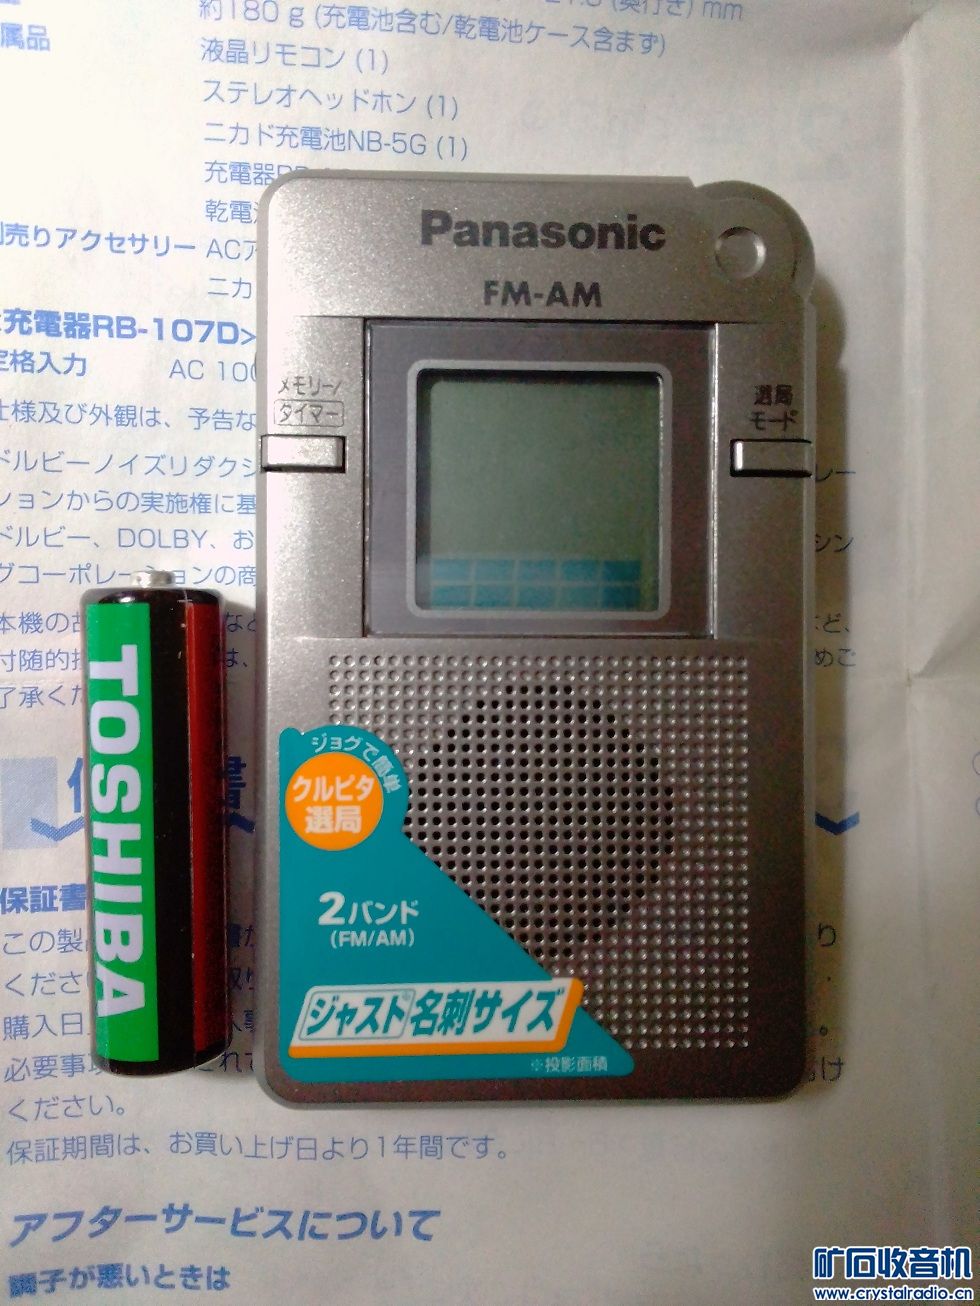 約180 g (充電池含む/乾電池ケース含まず)
属品
液晶リモコン (1)
ステレオヘッドホン (1)
ニカド充電池NB-5G (1)
充電器
乾電
売りアクセサリー
AC
ニカ
充電器RB-107D>
定格入力
AC 100
仕様及び外観は、予告な
ドルビーノイズリダクシ
ションからの実施権に基
ドルビー、DOLBY、お
グコーポレーションの商
本機の故
など
付随的
は、
了承くだ
Panasonic
FM-AM
メモリー/
タイマー
選局
モード
ジョグで簡単
クルピタ
選局
2バンド
(FM/AM)
ジャスト名刺サイズ
※投影面積
TOSHIBA
保証書
この製
くださ
購入日
必要事
ください。
保証期間は、お買い上げ日より1年間です。
アフターサービスについて
調子が悪いときは
矿石收音机
www.crystalradio.cn